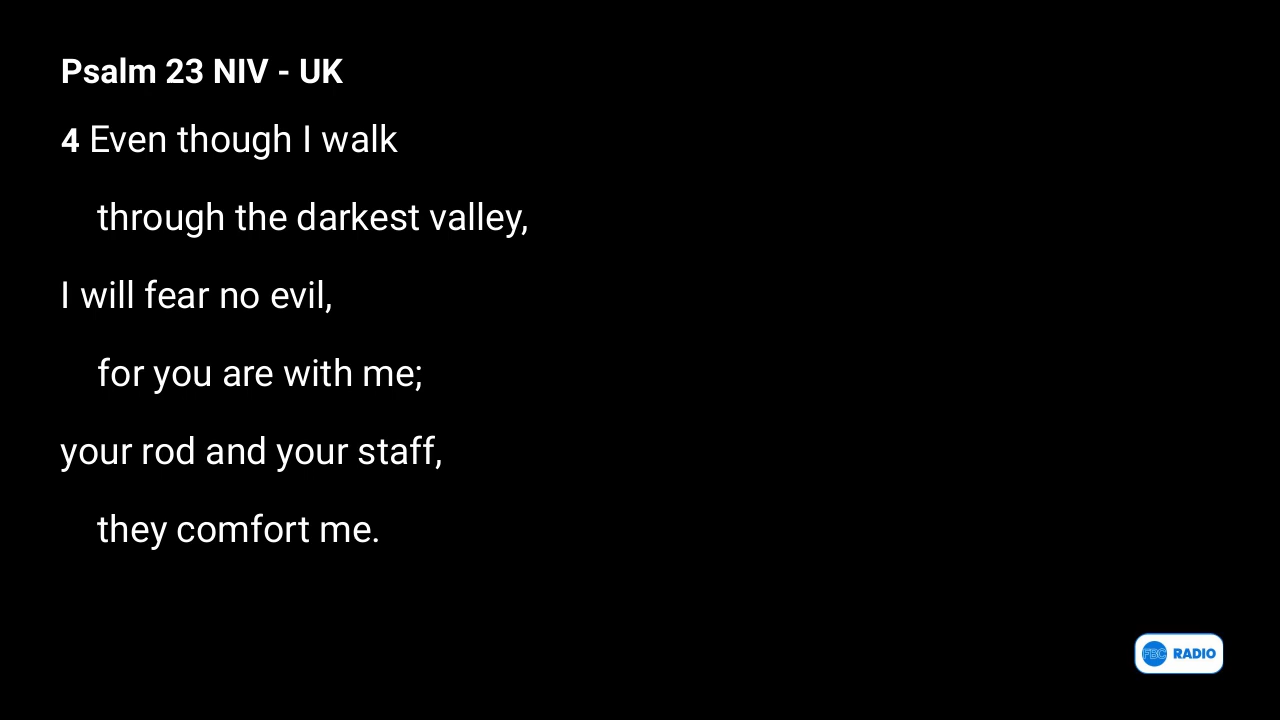 Psalm 23 NIV - UK
4 Even though I walk
through the darkest valley,
I will fear no evil,
for you are with me;
your rod and your staff,
they comfort me.
FBC RADIO